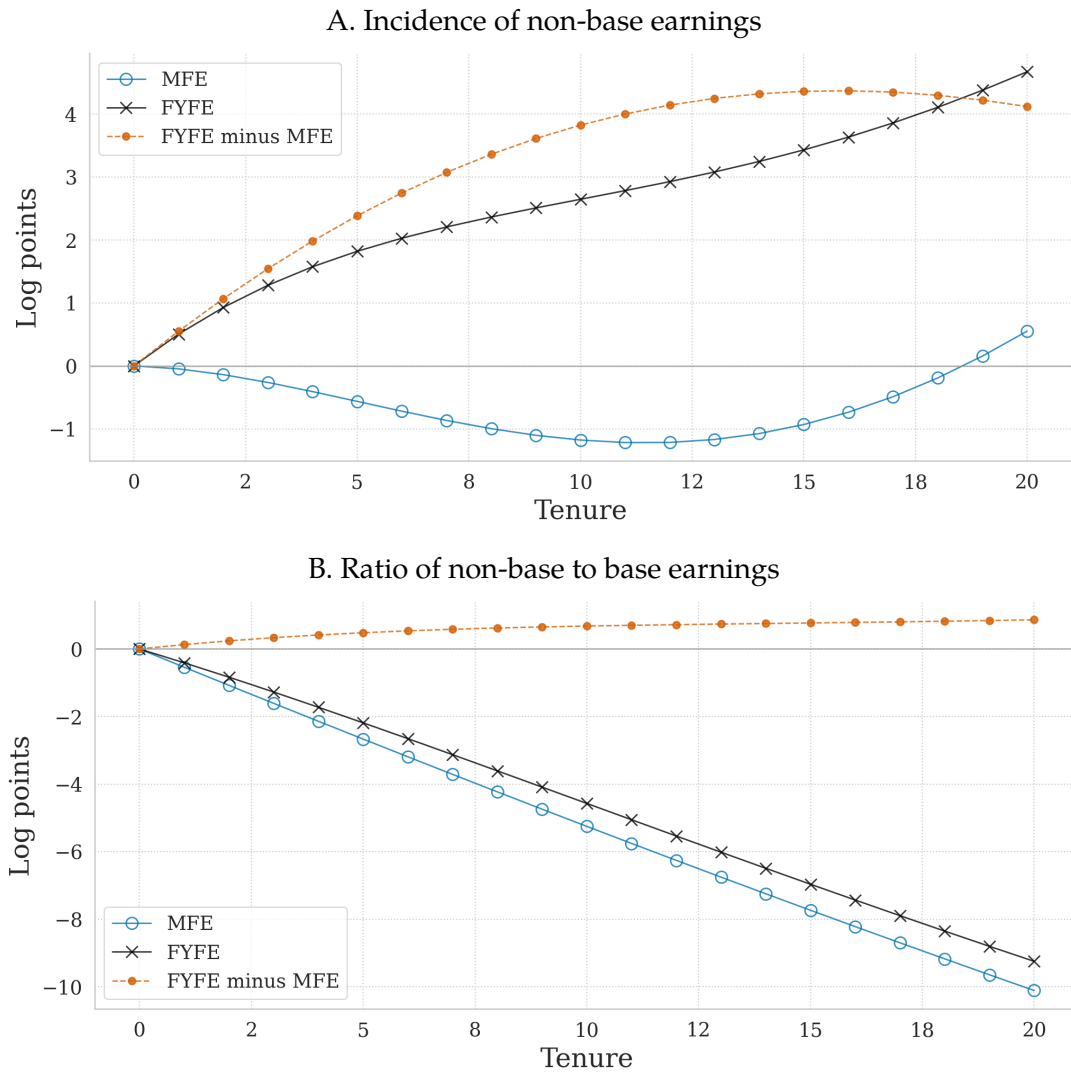 A. Incidence of non-base earnings
MFE
FYFE
FYFE minus MFE
4
3
2
1
0
−1
Log points
0 2 5 8 10 12 15 18 20
Tenure
B. Ratio of non-base to base earnings
0
−2
−4
−6
−8
−10
Log points
MFE
FYFE
FYFE minus MFE
0 2 5 8 10 12 15 18 20
Tenure